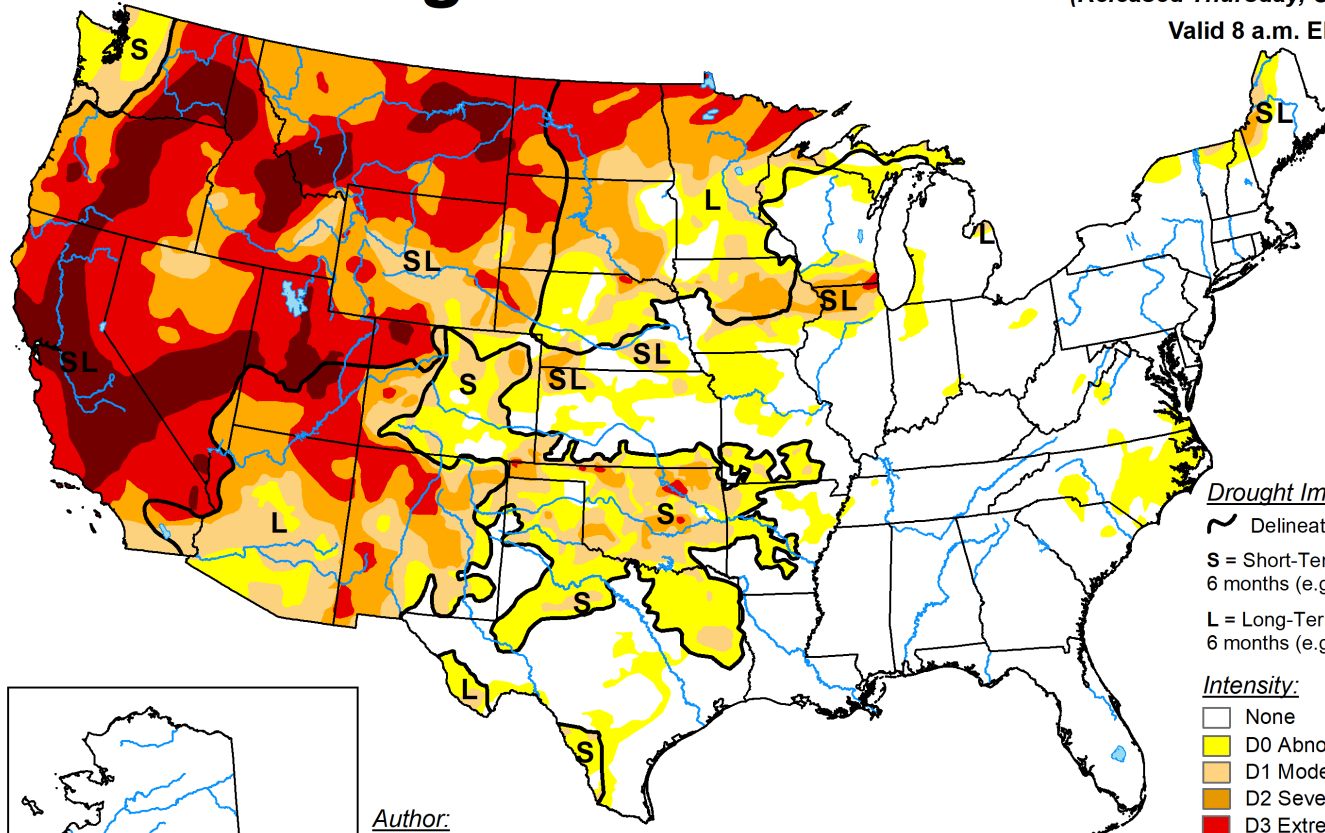 Valid 8 a.m.
S
SL
L
L
SL
SL
SL
SL
SL
S
L
S
S
L
S
Drought
Delineat
S = Short-Ter
6 months (e.g
L = Long-Ter
6 months (e.g
Intensity:
None
D0 Abno
D1 Mode
D2 Seve
D3 Extre
Author: